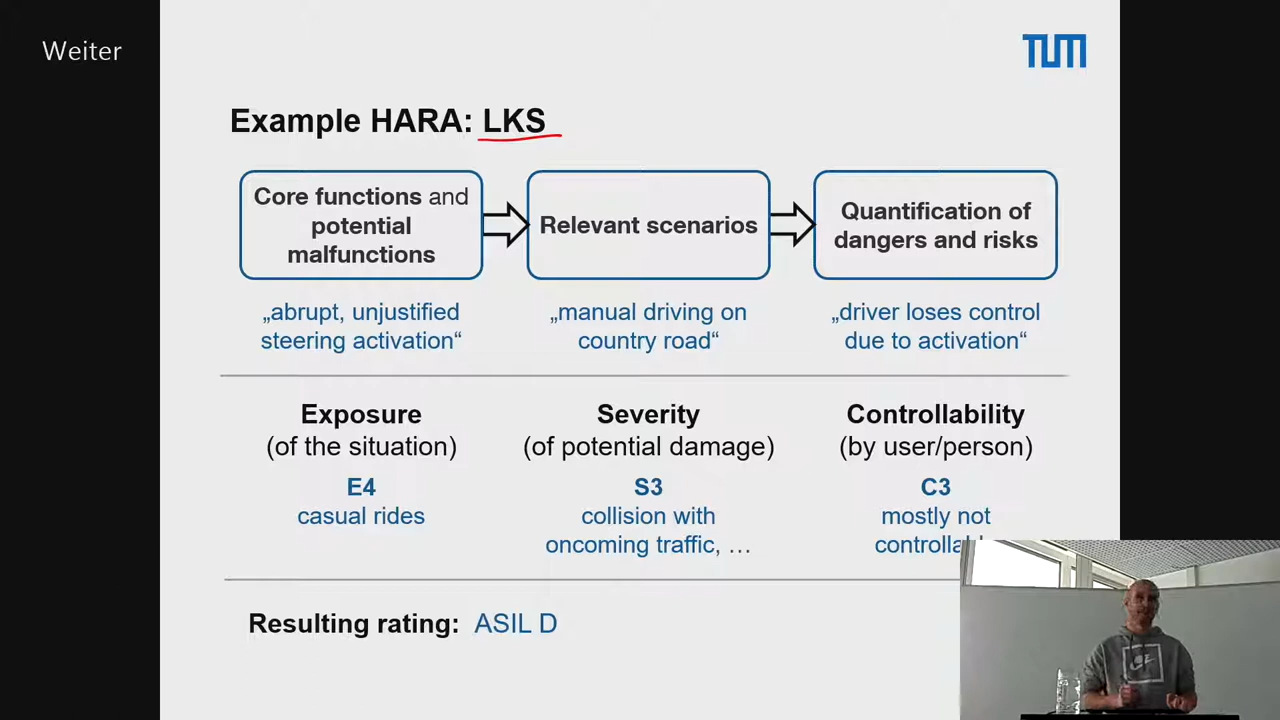 Weiter
TUM
Example HARA: LKS
Core functions and
potential
malfunctions
Relevant scenarios
Quantification of
dangers and risks
„abrupt, unjustified
steering activation“
„manual driving on
country road“
„driver loses control
due to activation“
Exposure
(of the situation)
E4
casual rides
Severity
(of potential damage)
S3
collision with
oncoming traffic, …
Controllability
(by user/person)
C3
mostly not
Resulting rating: ASIL D